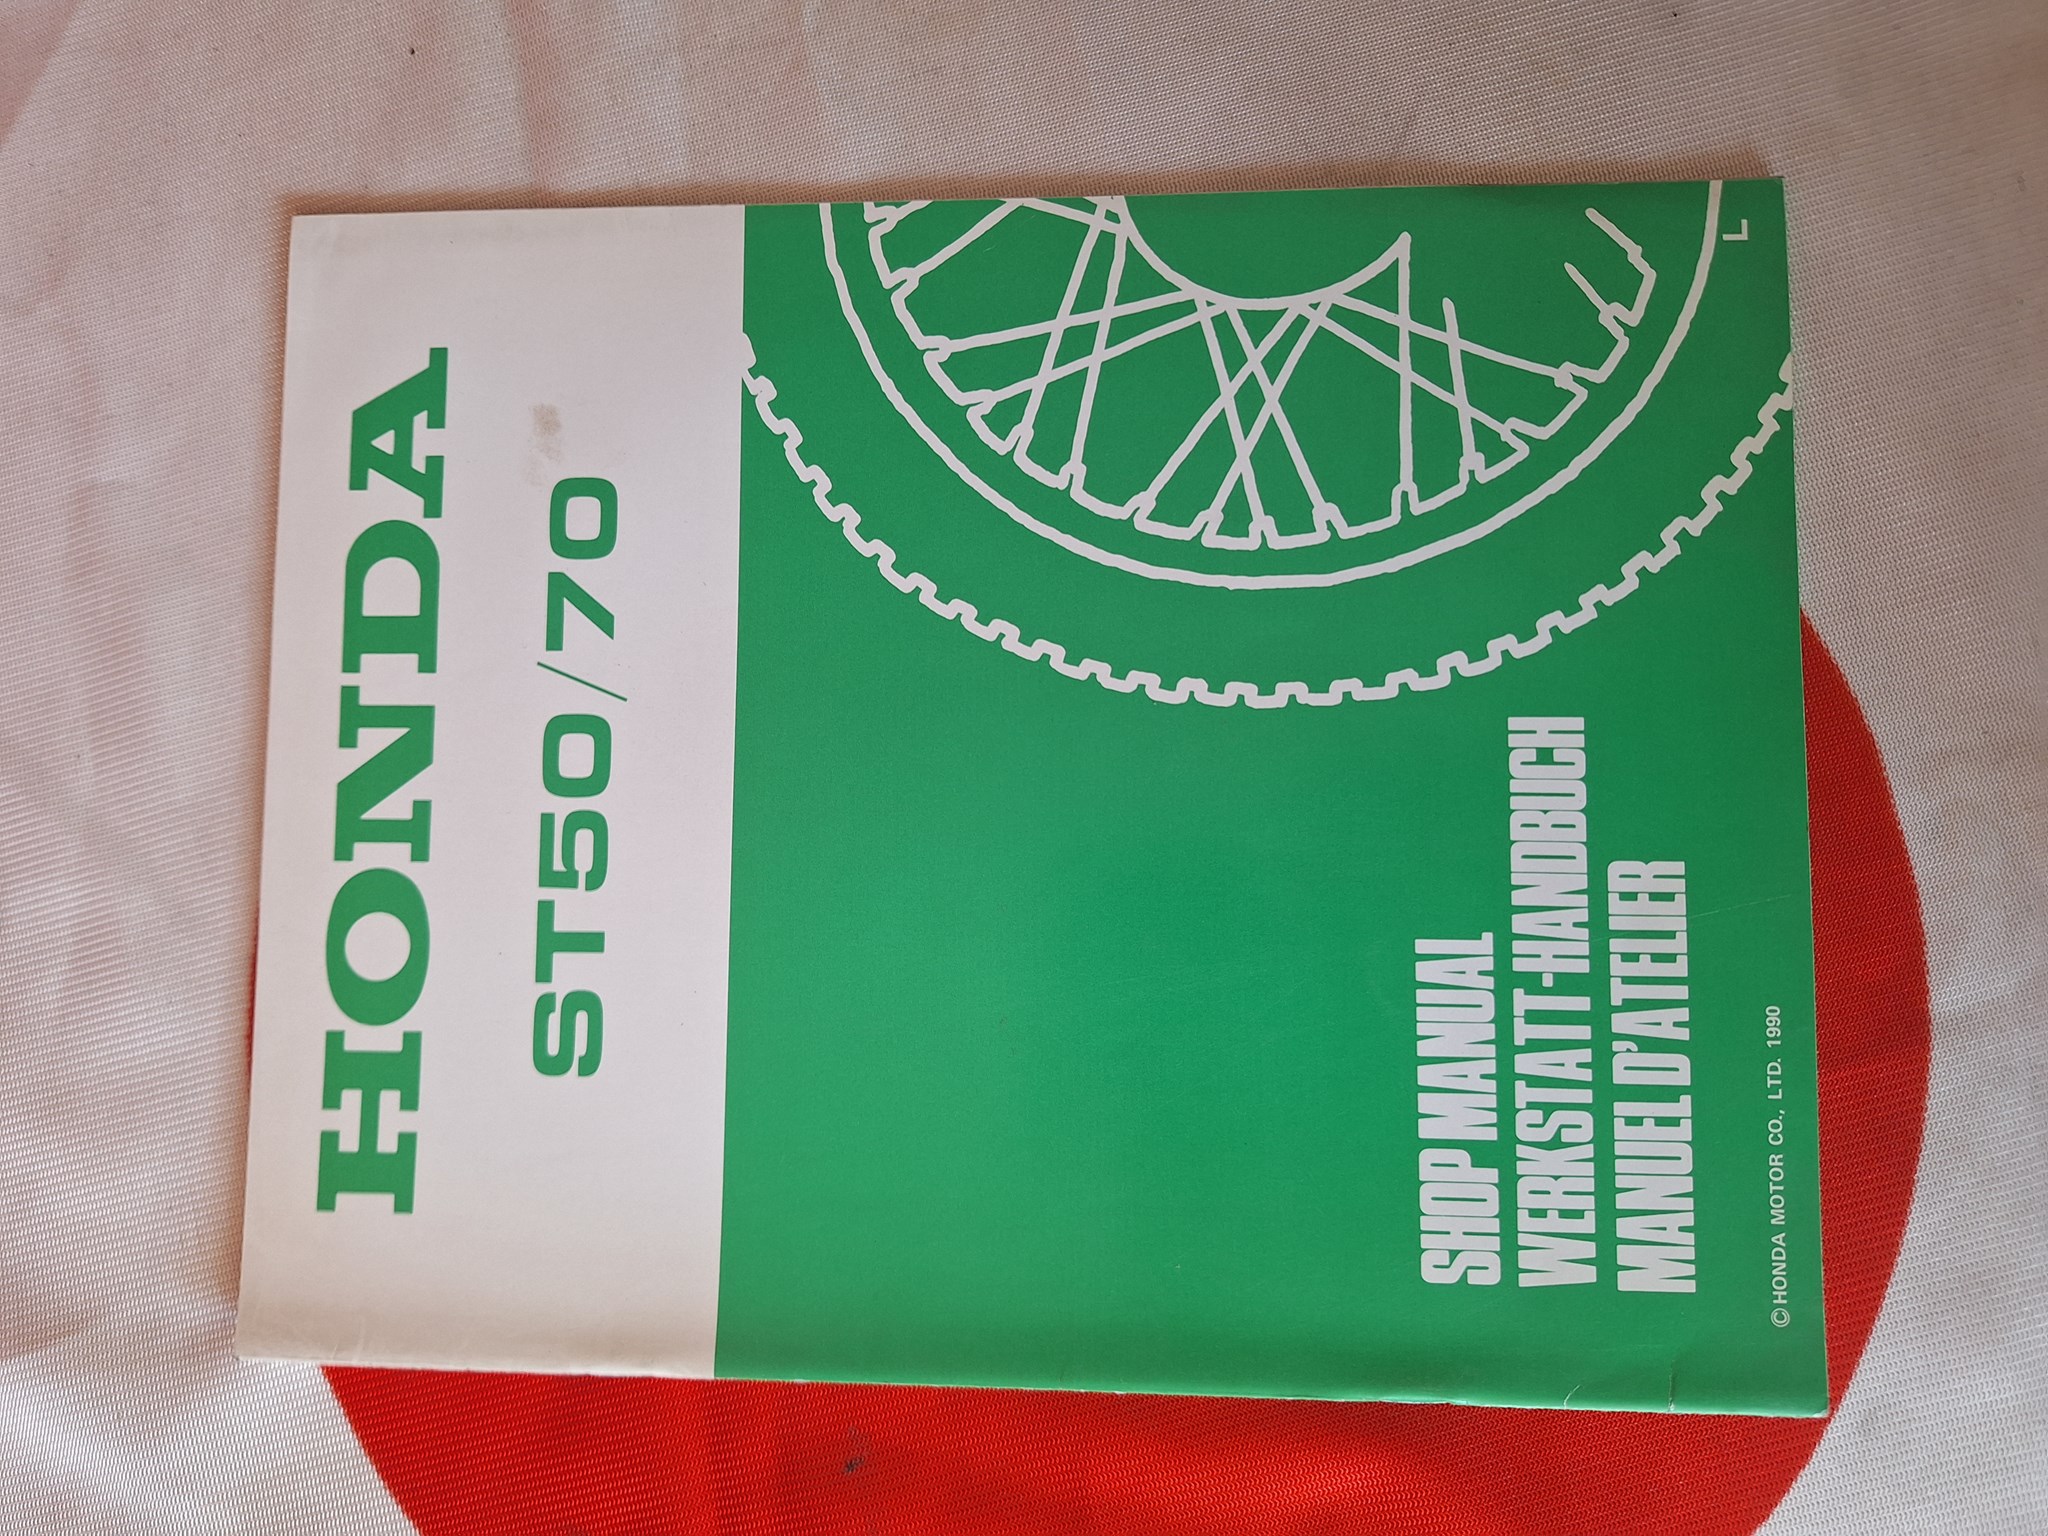 HONDA
ST50/70
SHOP MANUAL
WERKSTATT-HANDBUCH
MANUEL D'ATELIER
© HONDA MOTOR CO., LTD. 1990
L